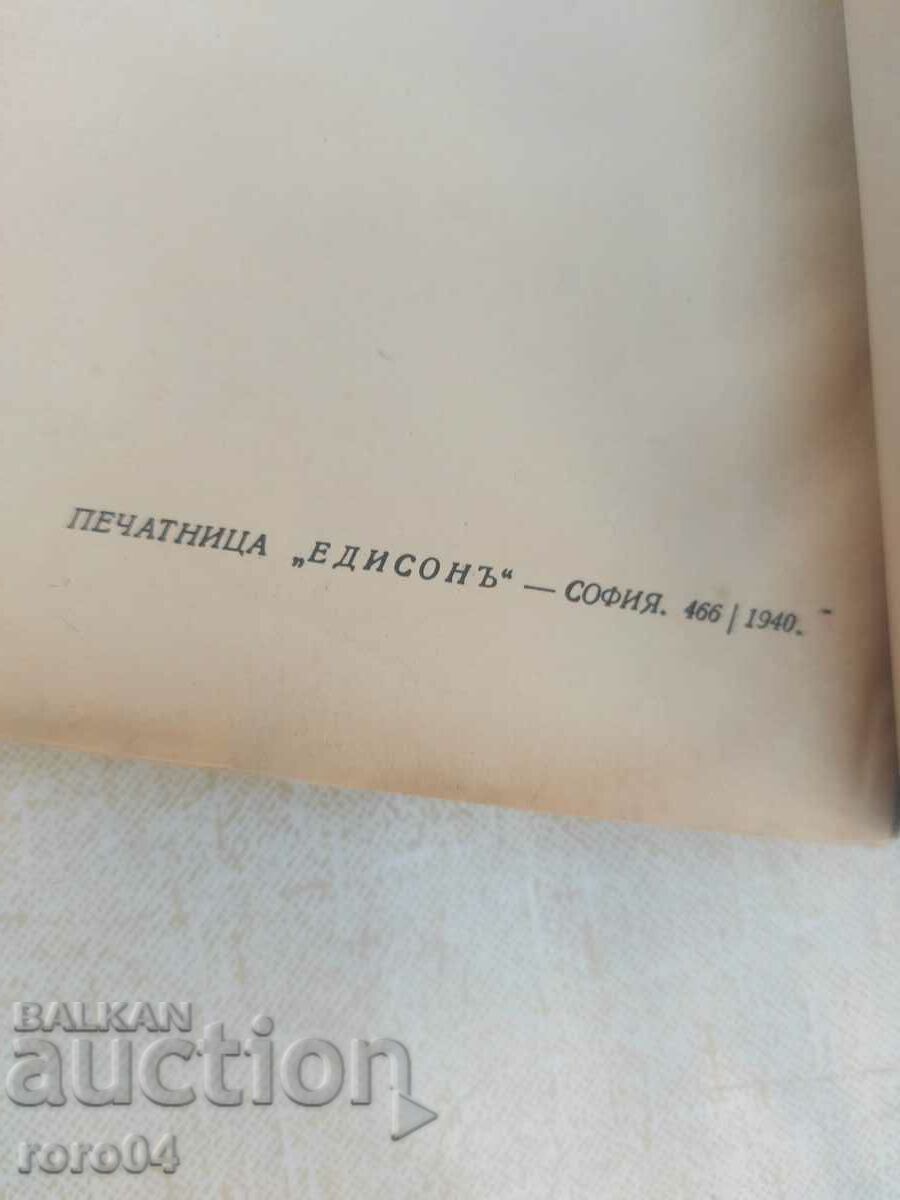 ПЕЧАТНИЦА „ЕДИСОНЪ“ — СОФИЯ. 466 / 1940.
BALKAN
auction
roro04